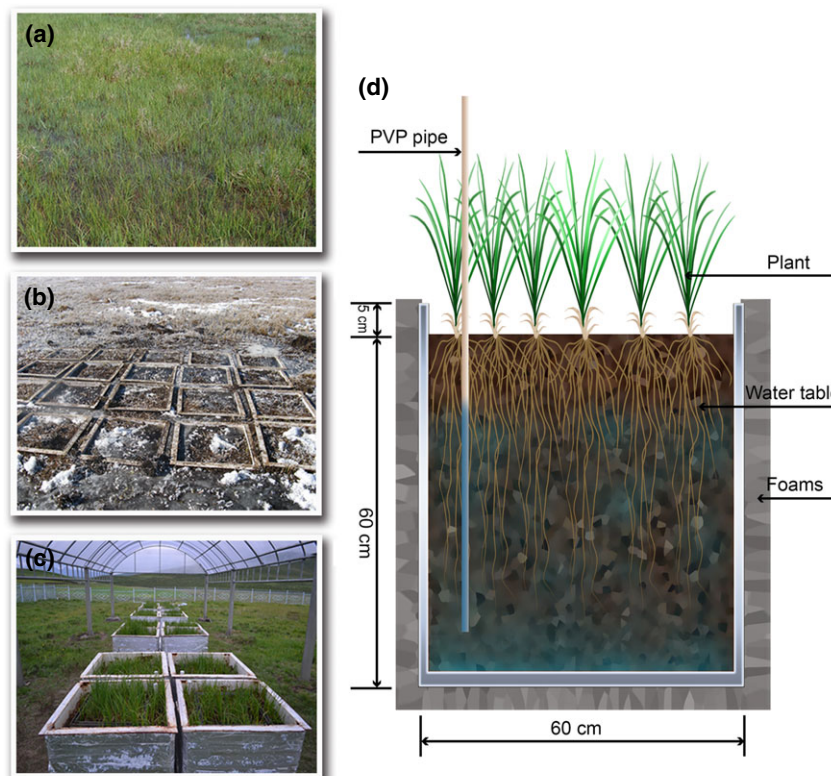 (a)
(b)
(c)
(d)
PVP pipe
Plant
5 cm
Water table
Foams
60 cm
60 cm